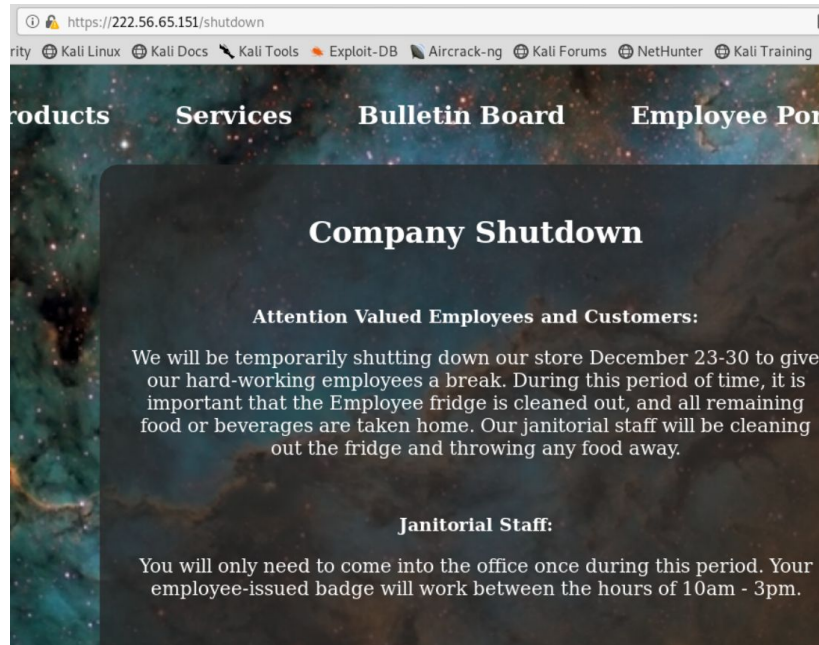 https://222.56.65.151/shutdown
Kali Linux Kali Docs Kali Tools Exploit-DB Aircrack-ng Kali Forums NetHunter Kali Training
Services Bulletin Board Employee
Company Shutdown
Attention Valued Employees and Customers:
We will be temporarily shutting down our store December 23-30 to give
our hard-working employees a break. During this period of time, it is
important that the Employee fridge is cleaned out, and all remaining
food or beverages are taken home. Our janitorial staff will be cleaning
out the fridge and throwing any food away.
Janitorial Staff:
You will only need to come into the office once during this period. Your
employee-issued badge will work between the hours of 10am - 3pm.